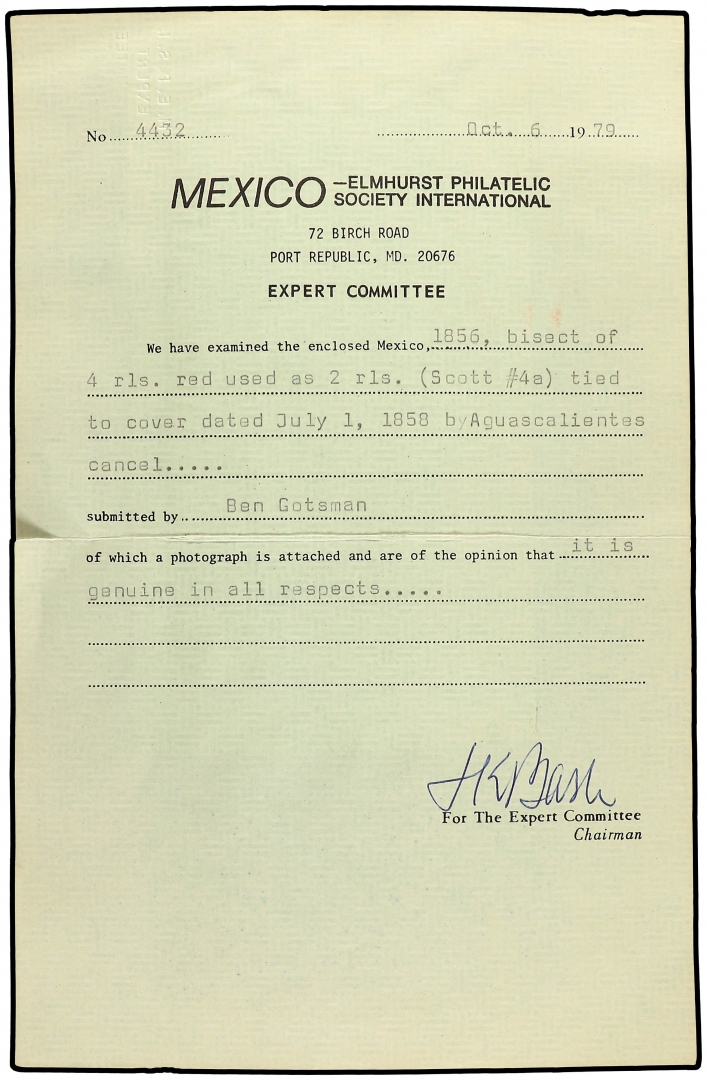 No.....4432............... ........................Oct. 6......19.79.....
MEXICO —ELMHURST PHILATELIC
SOCIETY INTERNATIONAL
72 BIRCH ROAD
PORT REPUBLIC, MD. 20676
EXPERT COMMITTEE
We have examined the enclosed Mexico, 1856, bisect of
4 rls. red used as 2 rls. (Scott #4a) tied
to cover dated July 1, 1858 byAguascalientes
cancel.....
submitted by.. Ben Gotsman
of which a photograph is attached and are of the opinion that it is
genuine in all respects.....
For The Expert Committee
Chairman